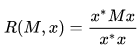 R(M, x) = \frac{x^* M x}{x^* x}